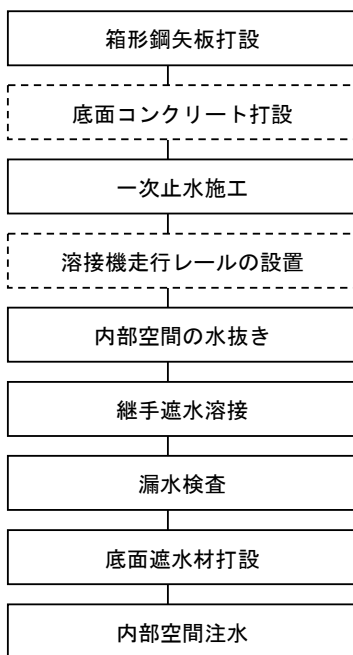 箱形鋼矢板打設
底面コンクリート打設
一次止水施工
溶接機走行レールの設置
内部空間の水抜き
継手遮水溶接
漏水検査
底面遮水材打設
内部空間注水